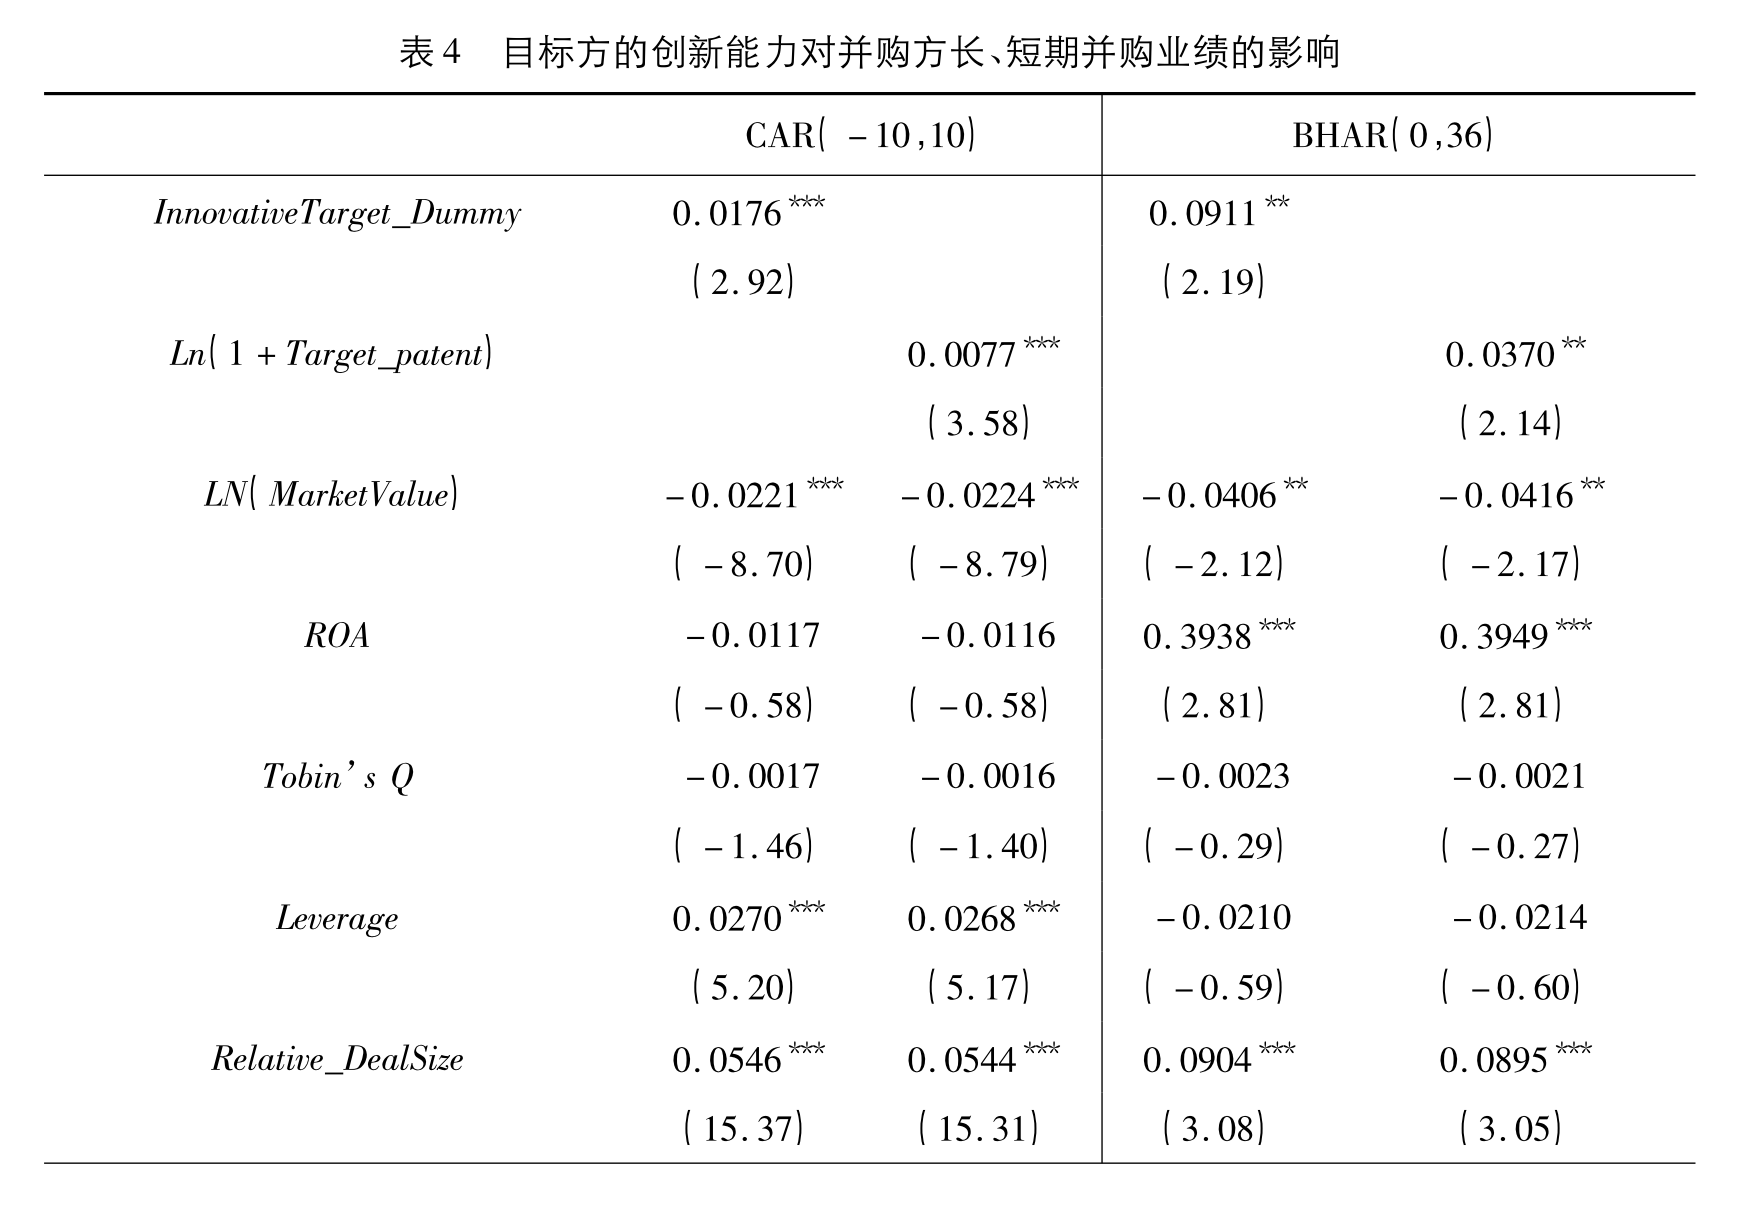 表4 目标方的创新能力对并购方长、短期并购业绩的影响
CAR( -10,10) BHAR(0,36)
InnovativeTarget_Dummy 0.0176*** 0.0911**
(2.92) (2.19)
Ln(1+Target_patent) 0.0077*** 0.0370**
(3.58) (2.14)
LN(MarketValue) -0.0221*** -0.0224*** -0.0406** -0.0416**
( -8.70) ( -8.79) ( -2.12) ( -2.17)
ROA -0.0117 -0.0116 0.3938*** 0.3949***
( -0.58) ( -0.58) (2.81) (2.81)
Tobin's Q -0.0017 -0.0016 -0.0023 -0.0021
( -1.46) ( -1.40) ( -0.29) ( -0.27)
Leverage 0.0270*** 0.0268*** -0.0210 -0.0214
(5.20) (5.17) ( -0.59) ( -0.60)
Relative_DealSize 0.0546*** 0.0544*** 0.0904*** 0.0895***
(15.37) (15.31) (3.08) (3.05)